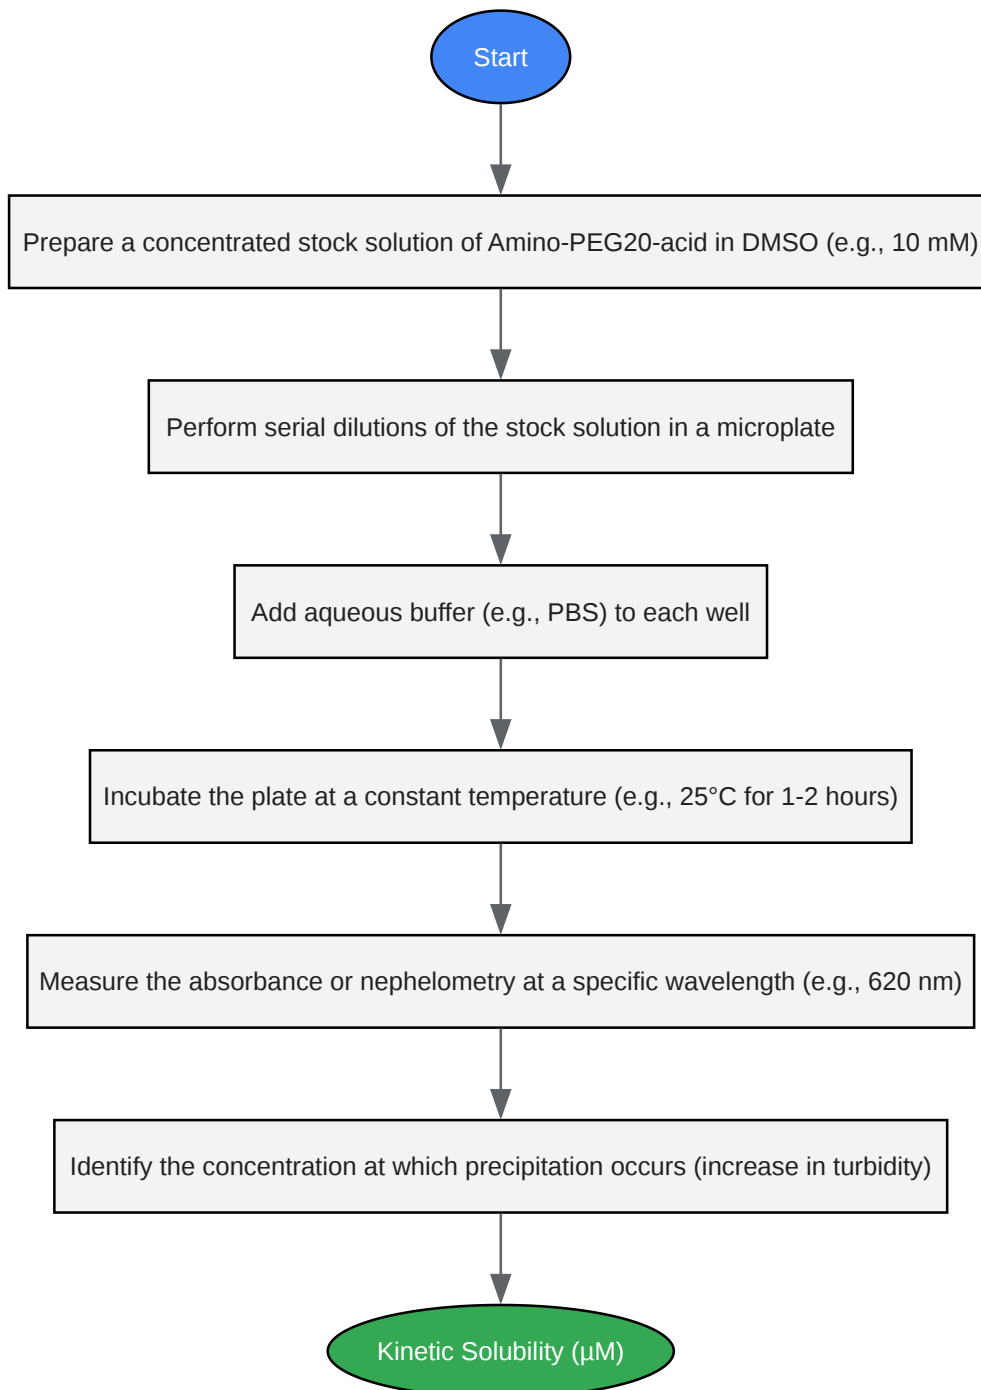 Start
Prepare a concentrated stock solution of Amino-PEG20-acid in DMSO (e.g., 10 mM)
Perform serial dilutions of the stock solution in a microplate
Add aqueous buffer (e.g., PBS) to each well
Incubate the plate at a constant temperature (e.g., 25°C for 1-2 hours)
Measure the absorbance or nephelometry at a specific wavelength (e.g., 620 nm)
Identify the concentration at which precipitation occurs (increase in turbidity)
Kinetic Solubility (µM)